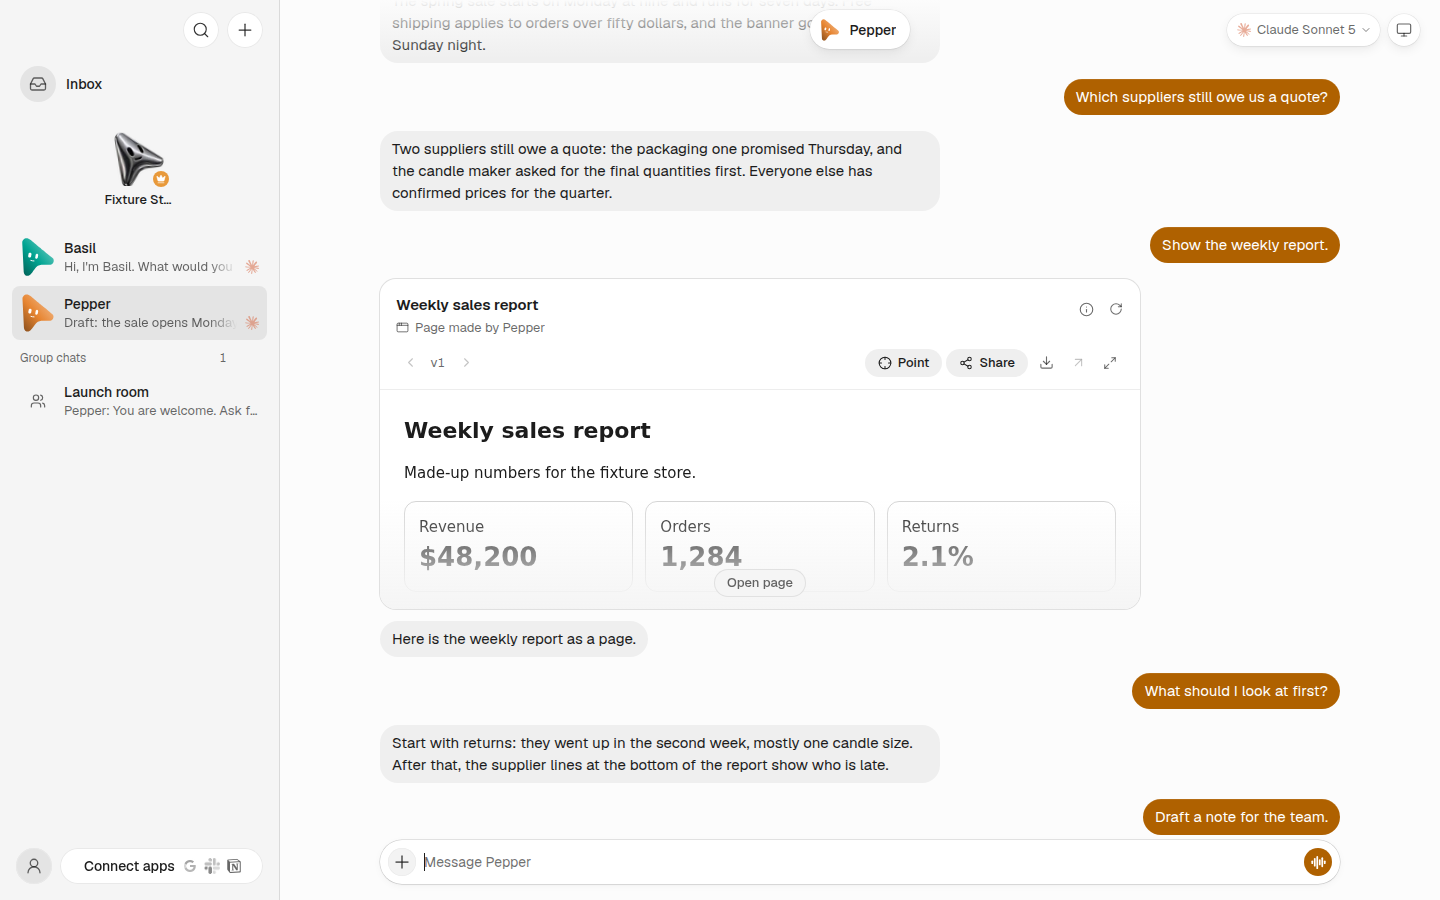 Inbox
Fixture St...
Basil
Hi, I'm Basil. What would you
Pepper
Draft: the sale opens Monda
Group chats 1
Launch room
Pepper: You are welcome. Ask f...
Connect apps
Pepper
Claude Sonnet 5
shipping applies to orders over fifty dollars, and the banner go
Sunday night.
Which suppliers still owe us a quote?
Two suppliers still owe a quote: the packaging one promised Thursday, and
the candle maker asked for the final quantities first. Everyone else has
confirmed prices for the quarter.
Show the weekly report.
Weekly sales report
Page made by Pepper
v1
Point
Share
Weekly sales report
Made-up numbers for the fixture store.
Revenue
$48,200
Orders
1,284
Returns
2.1%
Open page
Here is the weekly report as a page.
What should I look at first?
Start with returns: they went up in the second week, mostly one candle size.
After that, the supplier lines at the bottom of the report show who is late.
Draft a note for the team.
Message Pepper